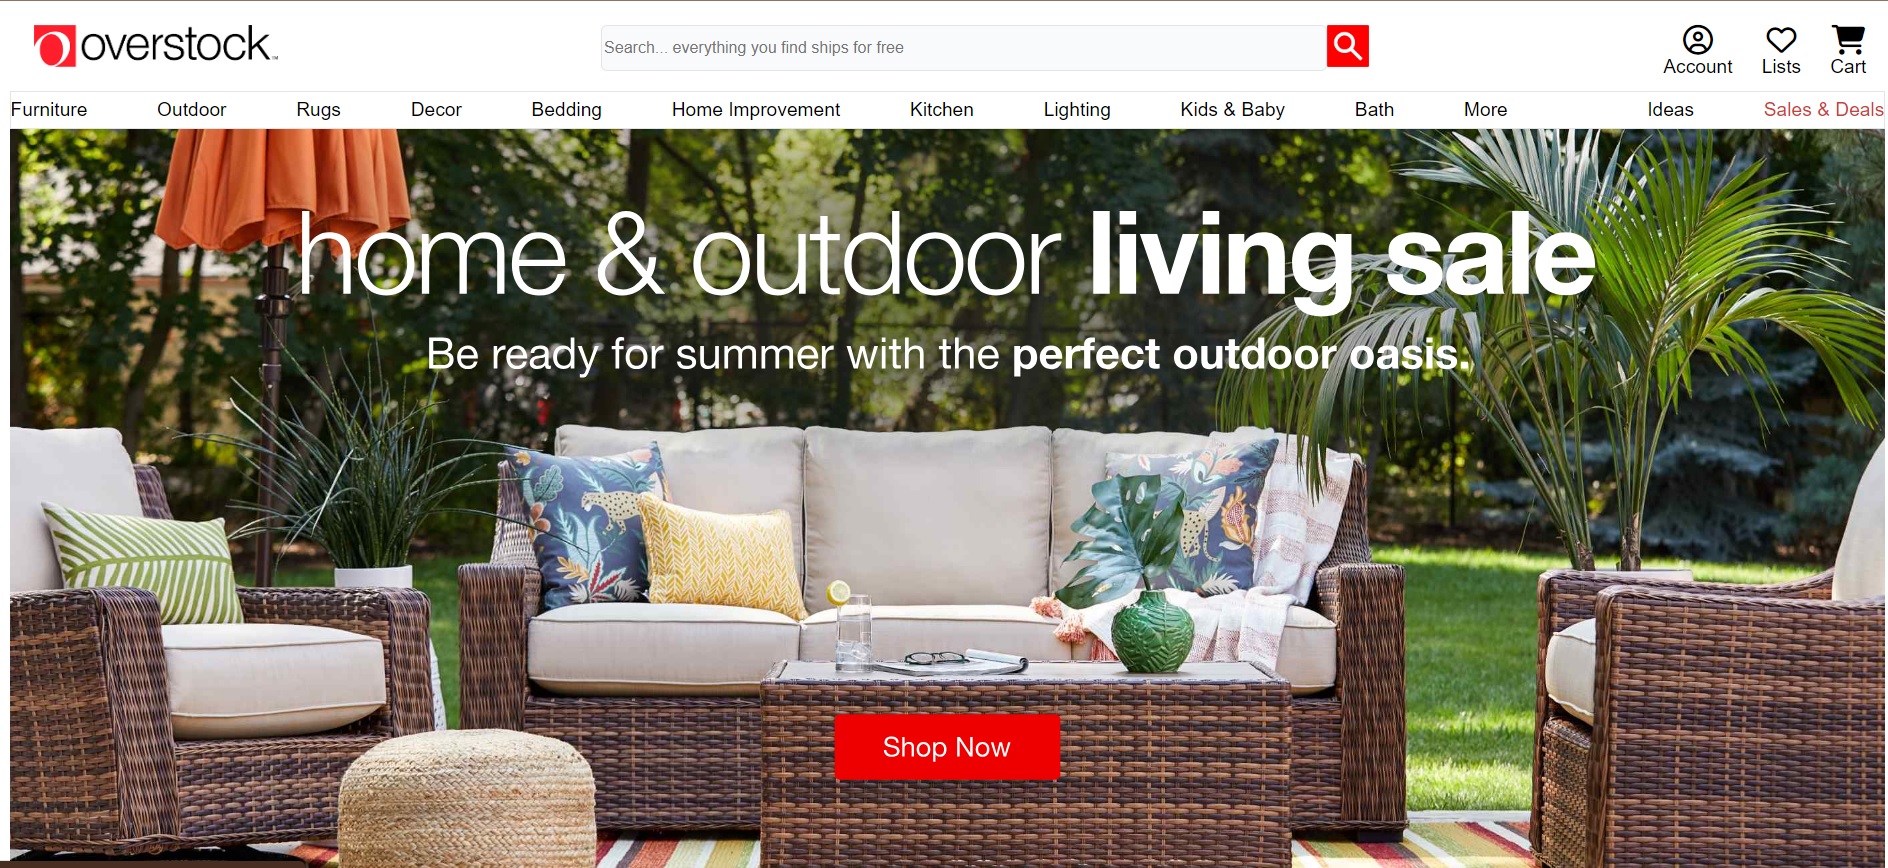 overstock™
Search... everything you find ships for free
Account Lists Cart
Furniture Outdoor Rugs Decor Bedding Home Improvement Kitchen Lighting Kids & Baby Bath More Ideas Sales & Deals
home & outdoor living sale
Be ready for summer with the perfect outdoor oasis.
Shop Now